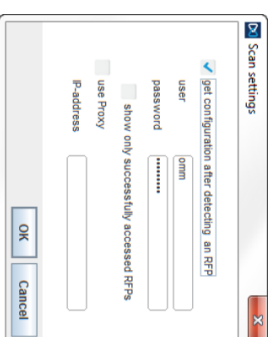 Scan settings
x
get configuration after detecting an RFP
user omm
password •••••••••
show only successfully accessed RFPs
use Proxy
IP-address
OK Cancel